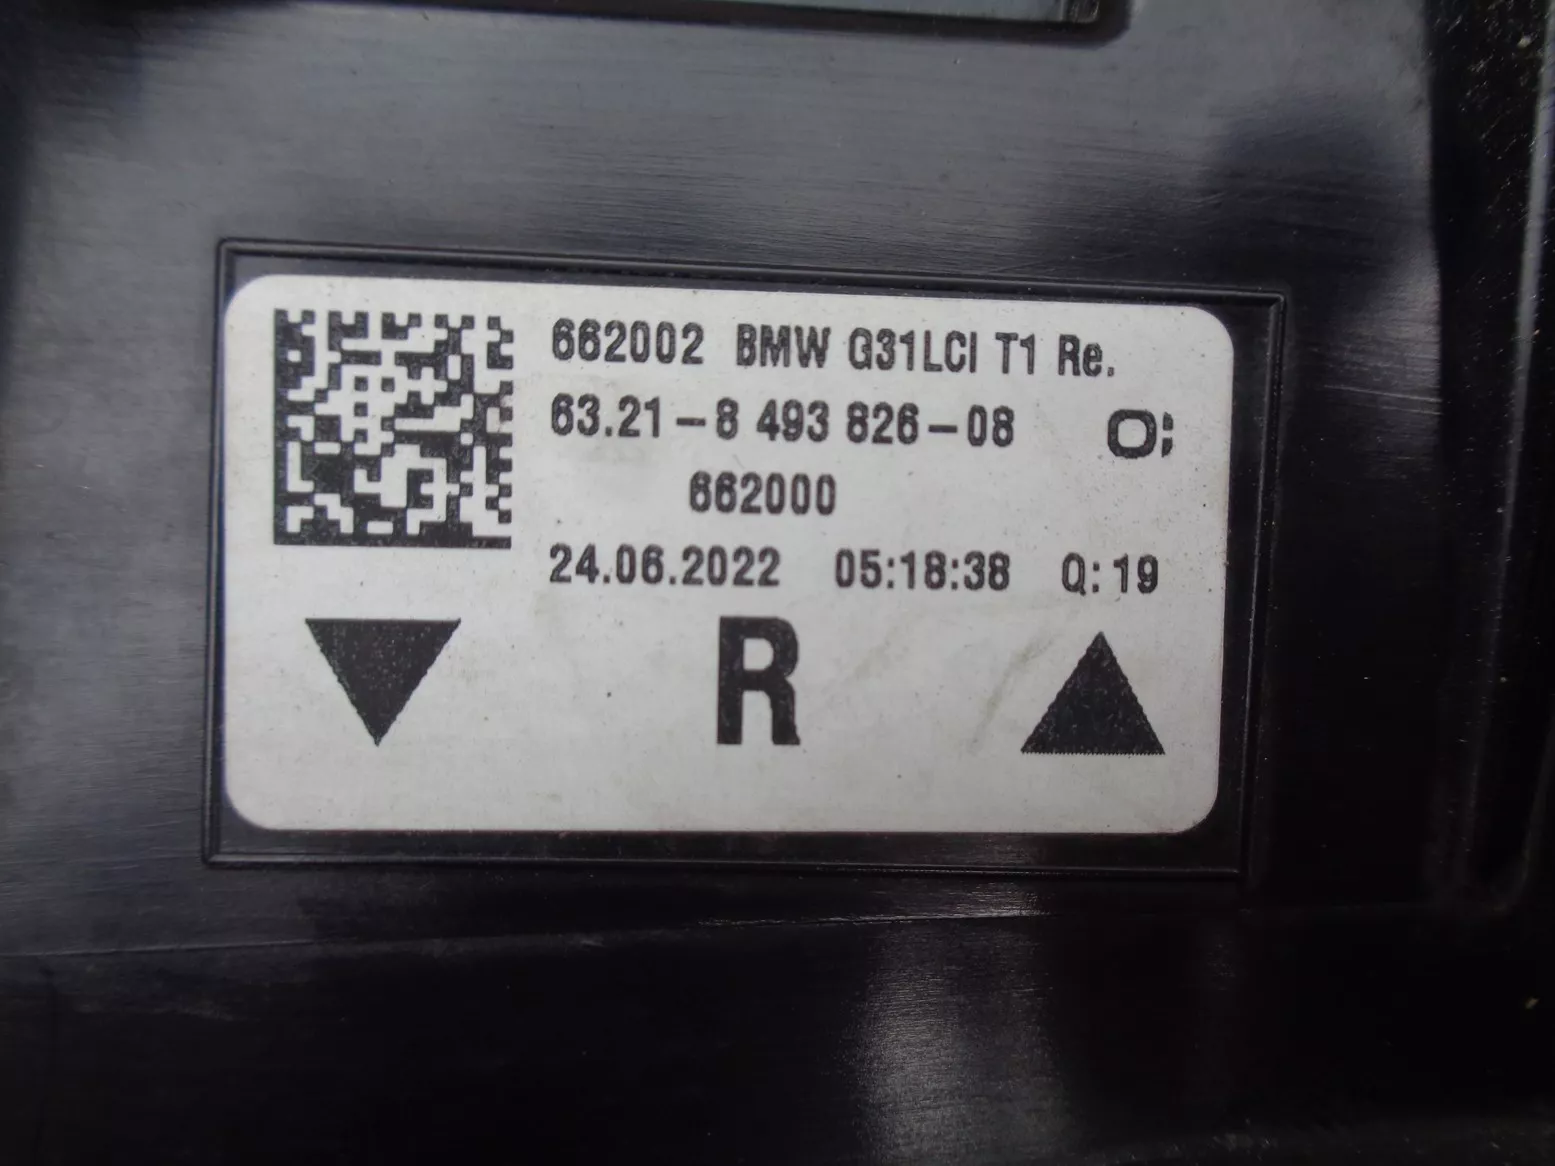 662002 BMW G31LCI T1 Re.
63.21-8 493 826-08 O:
662000
24.06.2022 05:18:38 Q:19
R